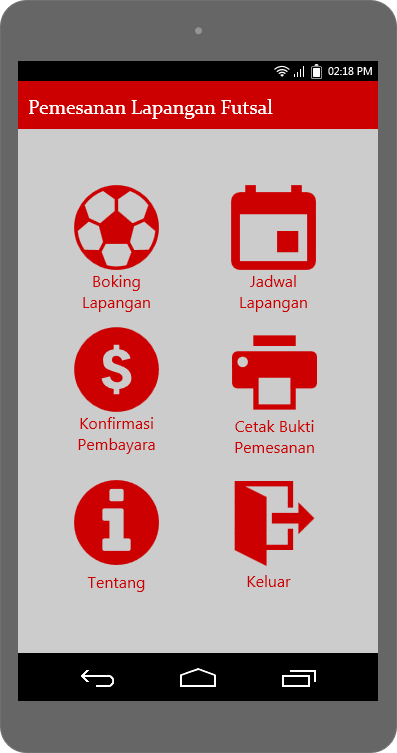 02:18 PM
Pemesanan Lapangan Futsal
Boking
Lapangan
Jadwal
Lapangan
$
Konfirmasi
Pembayara
Cetak Bukti
Pemesanan
Tentang
Keluar